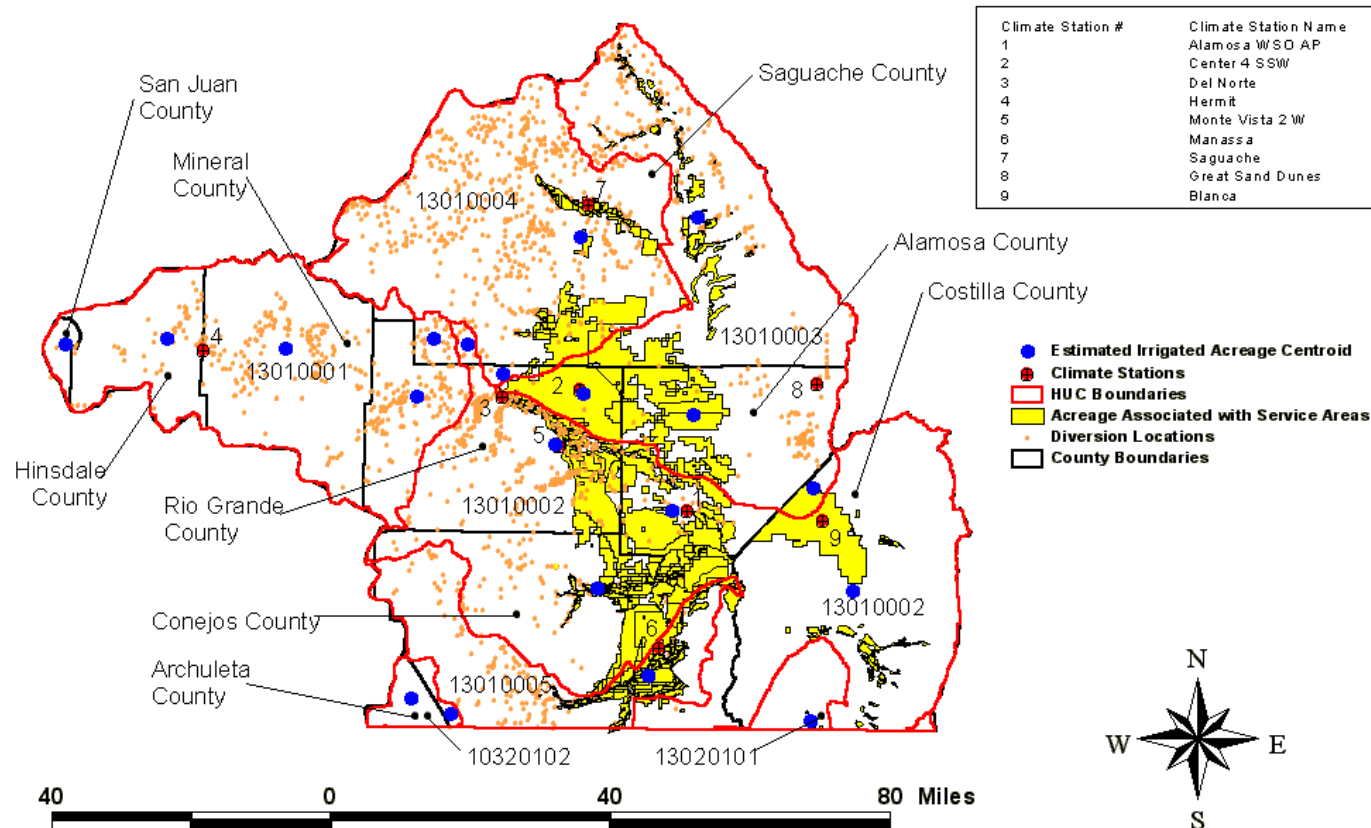 Climate Station # Climate Station Name
1 Alamosa WSO AP
2 Center 4 SSW
3 Del Norte
4 Hermit
5 Monte Vista 2 W
6 Manassa
7 Saguache
8 Great Sand Dunes
9 Blanca
San Juan
County
Saguache County
Mineral
County
13010004
7
Alamosa County
Costilla County
13010003
4
13010001
2
8
3
5
Hinsdale
County
Rio Grande
County
13010002
1
9
13010002
Conejos County
6
Archuleta
County
13010005
10320102
13020101
Estimated Irrigated Acreage Centroid
Climate Stations
HUC Boundaries
Acreage Associated with Service Areas
Diversion Locations
County Boundaries
N
W E
S
40 0 40 80 Miles